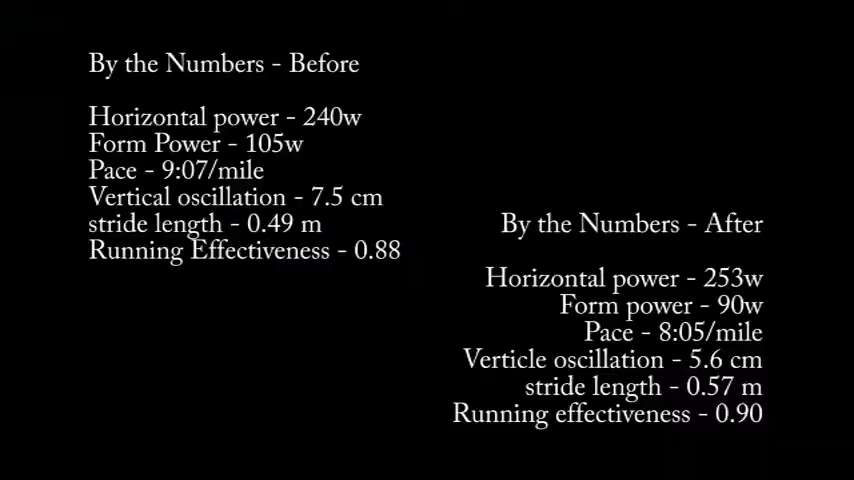 By the Numbers - Before
Horizontal power - 240w
Form Power - 105w
Pace - 9:07/mile
Vertical oscillation - 7.5 cm
stride length - 0.49 m
Running Effectiveness - 0.88
By the Numbers - After
Horizontal power - 253w
Form power - 90w
Pace - 8:05/mile
Verticle oscillation - 5.6 cm
stride length - 0.57 m
Running effectiveness - 0.90